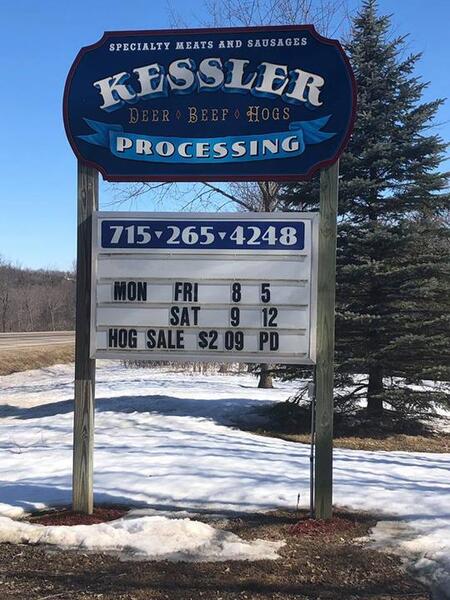 SPECIALTY MEATS AND SAUSAGES
KESSLER
DEER ◊ BEEF ◊ HOGS
PROCESSING
715▾265▾4248
MON FRI 8 5
SAT 9 12
HOG SALE $2 09 PD